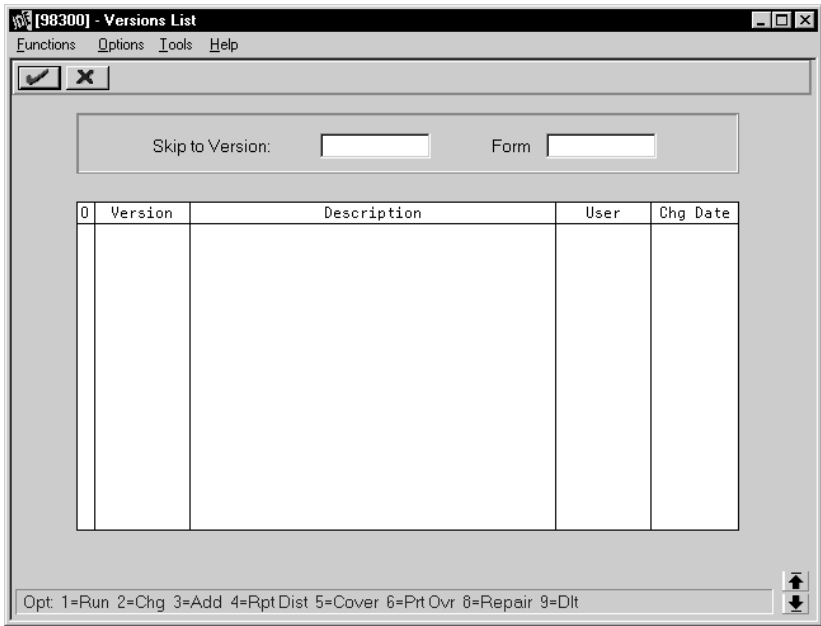 JDE [98300] - Versions List
Functions Options Tools Help
Skip to Version: Form
O Version Description User Chg Date
Opt: 1=Run 2=Chg 3=Add 4=Rpt Dist 5=Cover 6=Prt Ovr 8=Repair 9=Dlt